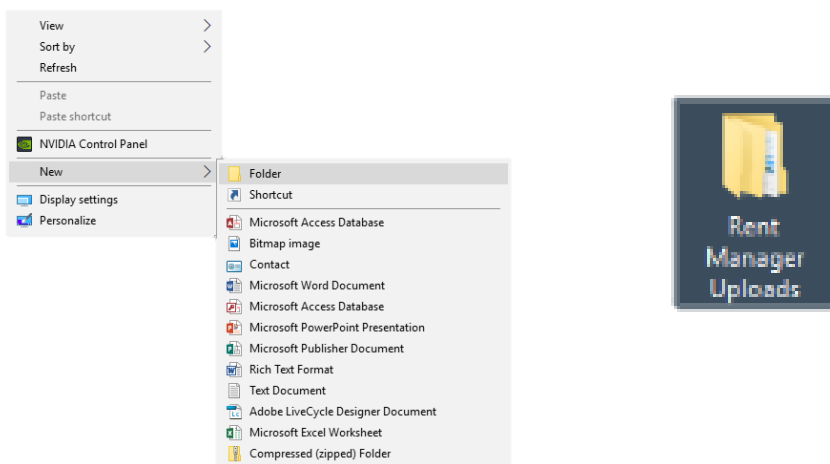 View
Sort by
Refresh
Paste
Paste shortcut
NVIDIA Control Panel
New
Display settings
Personalize
Folder
Shortcut
Microsoft Access Database
Bitmap image
Contact
Microsoft Word Document
Microsoft Access Database
Microsoft PowerPoint Presentation
Microsoft Publisher Document
Rich Text Format
Text Document
Adobe LiveCycle Designer Document
Microsoft Excel Worksheet
Compressed (zipped) Folder
Rent
Manager
Uploads